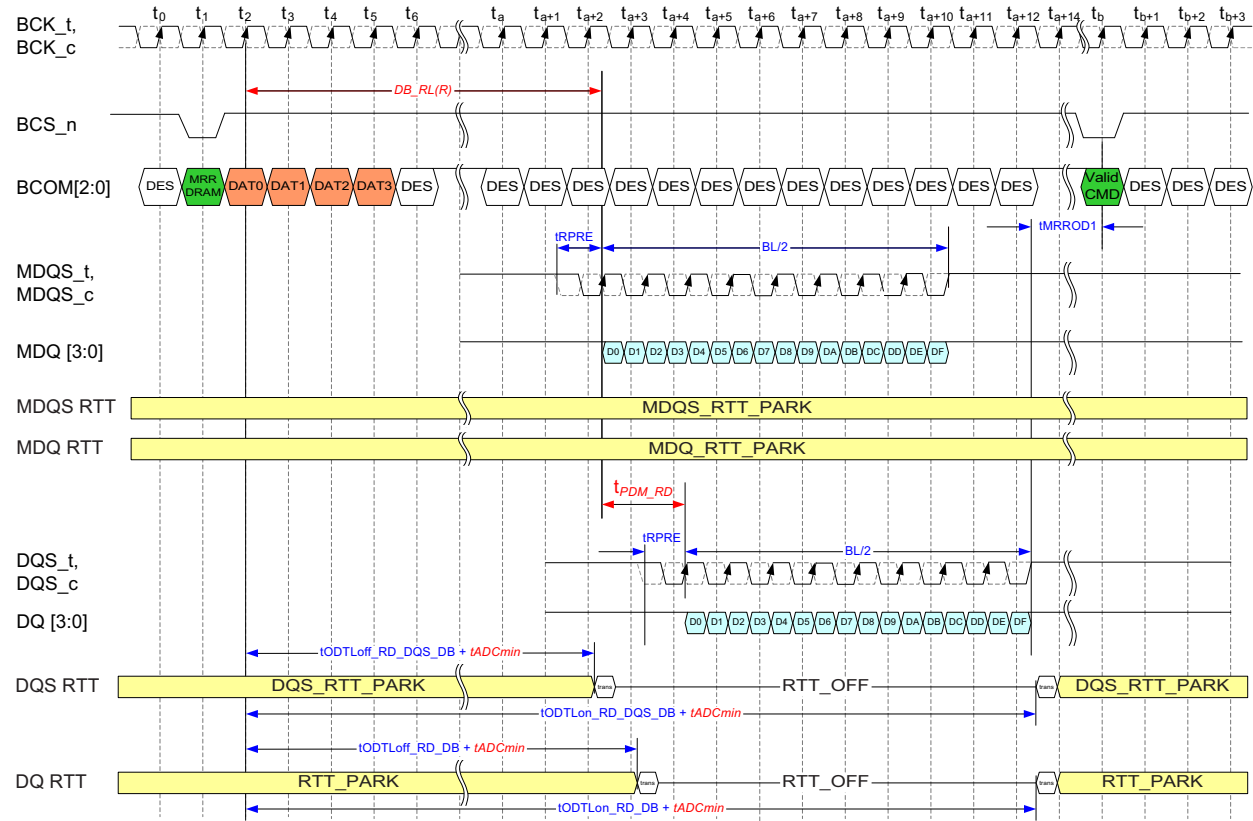 t0 t1 t2 t3 t4 t5 t6 ta ta+1 ta+2 ta+3 ta+4 ta+5 ta+6 ta+7 ta+8 ta+9 ta+10 ta+11 ta+12 ta+14 tb tb+1 tb+2 tb+3
BCK_t,
BCK_c
DB_RL(R)
BCS_n
BCOM[2:0] DES MRR DRAM DAT0 DAT1 DAT2 DAT3 DES DES DES DES DES DES DES DES DES DES DES DES DES DES Valid CMD DES DES DES
tRPRE BL/2 tMRROD1
MDQS_t,
MDQS_c
MDQ [3:0] D0 D1 D2 D3 D4 D5 D6 D7 D8 D9 DA DB DC DD DE DF
MDQS RTT MDQS_RTT_PARK
MDQ RTT MDQ_RTT_PARK
tPDM_RD
tRPRE BL/2
DQS_t,
DQS_c
DQ [3:0] D0 D1 D2 D3 D4 D5 D6 D7 D8 D9 DA DB DC DD DE DF
tODTLoff_RD_DQS_DB + tADCmin
DQS RTT DQS_RTT_PARK trans RTT_OFF trans DQS_RTT_PARK
tODTLon_RD_DQS_DB + tADCmin
tODTLoff_RD_DB + tADCmin
DQ RTT RTT_PARK trans RTT_OFF trans RTT_PARK
tODTLon_RD_DB + tADCmin